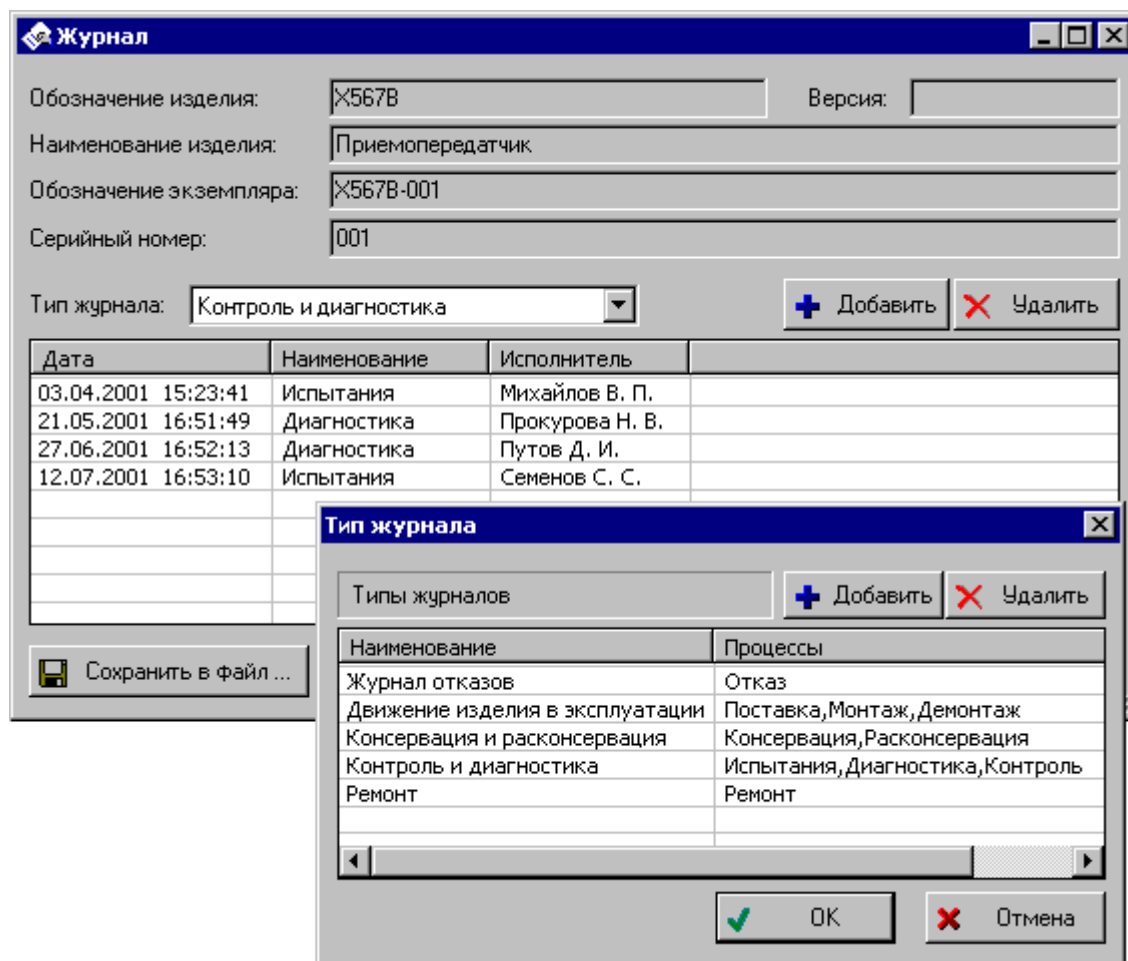 Журнал
Обозначение изделия: X567B Версия:
Наименование изделия: Приемопередатчик
Обозначение экземпляра: X567B-001
Серийный номер: 001
Тип журнала: Контроль и диагностика Добавить Удалить
Дата Наименование Исполнитель
03.04.2001 15:23:41 Испытания Михайлов В. П.
21.05.2001 16:51:49 Диагностика Прокурова Н. В.
27.06.2001 16:52:13 Диагностика Путов Д. И.
12.07.2001 16:53:10 Испытания Семенов С. С.
Сохранить в файл ...
Тип журнала
Типы журналов Добавить Удалить
Наименование Процессы
Журнал отказов Отказ
Движение изделия в эксплуатации Поставка,Монтаж,Демонтаж
Консервация и расконсервация Консервация,Расконсервация
Контроль и диагностика Испытания,Диагностика,Контроль
Ремонт Ремонт
OK Отмена